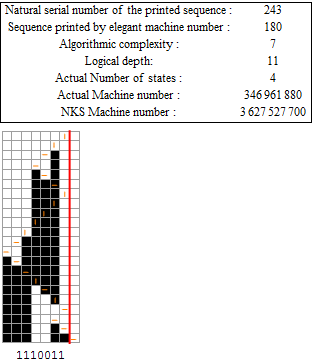 Natural serial number of the printed sequence : 243
Sequence printed by elegant machine number : 180
Algorithmic complexity : 7
Logical depth: 11
Actual Number of states : 4
Actual Machine number : 346 961 880
NKS Machine number : 3 627 527 700
1110011